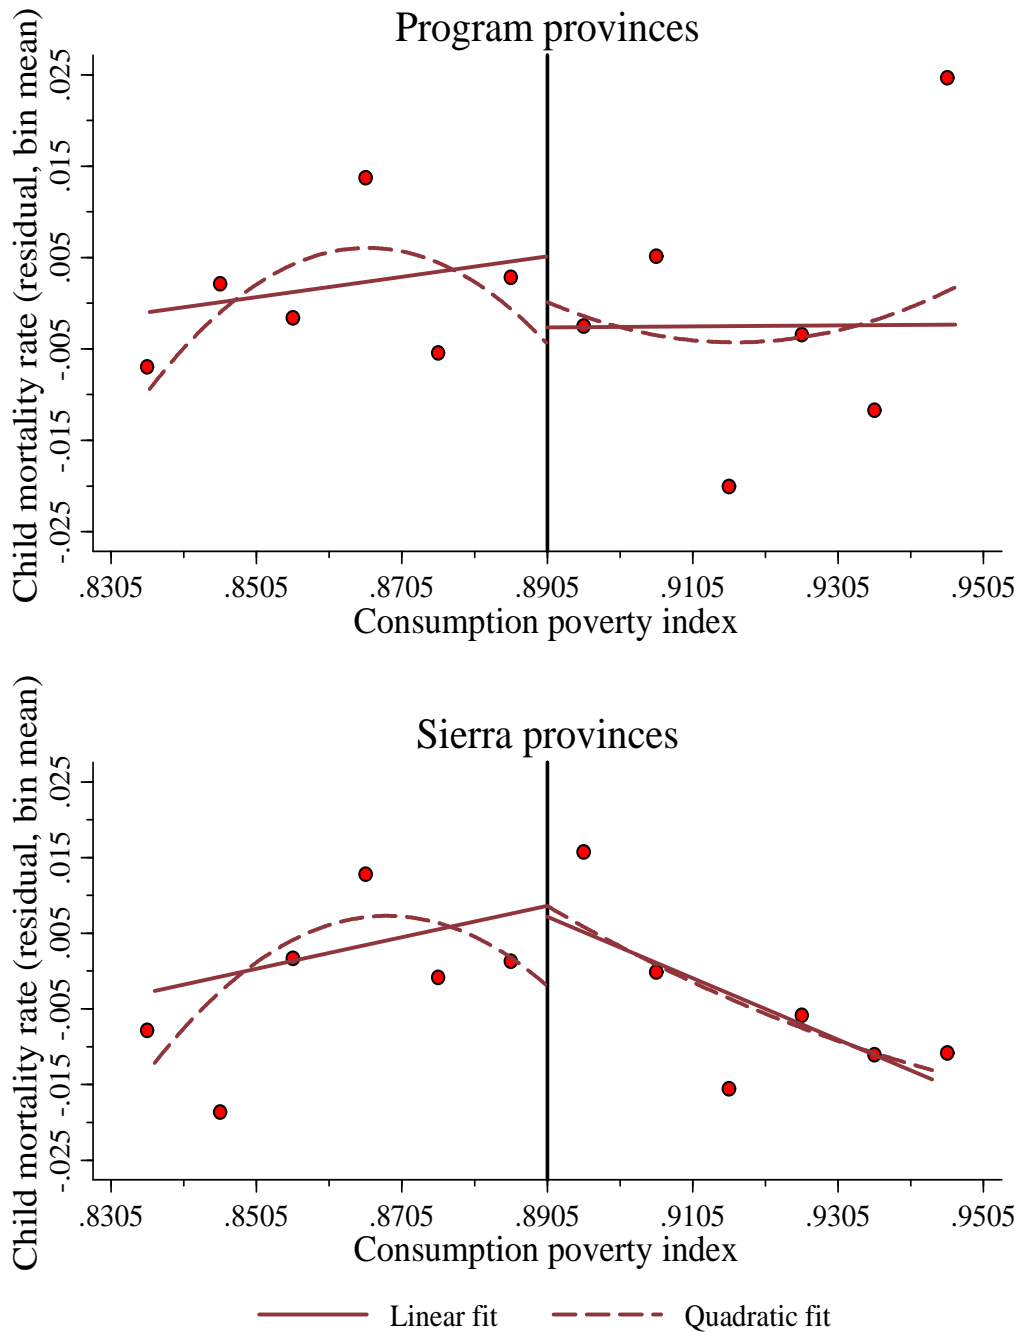 Program provinces
Child mortality rate (residual, bin mean)
.025
.015
.005
-.005
-.015
-.025
.8305 .8505 .8705 .8905 .9105 .9305 .9505
Consumption poverty index
Sierra provinces
Child mortality rate (residual, bin mean)
.025
.015
.005
-.005
-.015
-.025
.8305 .8505 .8705 .8905 .9105 .9305 .9505
Consumption poverty index
Linear fit Quadratic fit